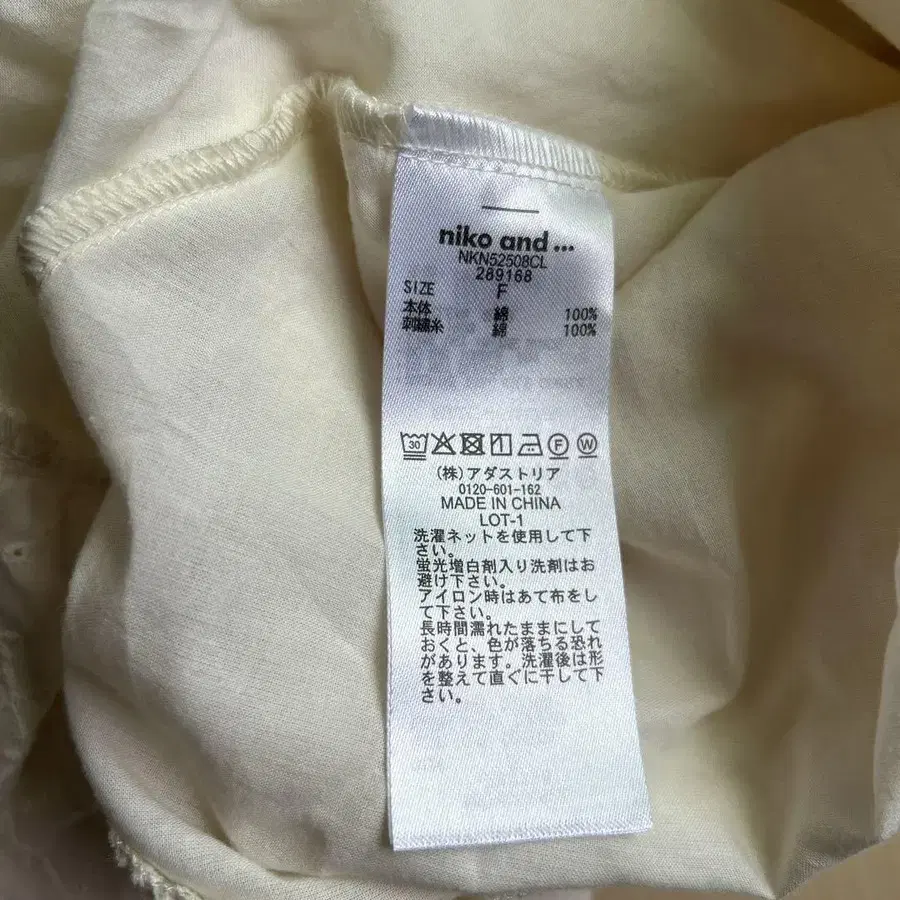 niko and ...
NKN52508CL
289168
SIZE F
本体 綿 100%
刺繍糸 綿 100%
30
F W
(株)アダストリア
0120-601-162
MADE IN CHINA
LOT-1
洗濯ネットを使用して下
さい。
蛍光増白剤入り洗剤はお
避け下さい。
アイロン時はあて布をし
て下さい。
長時間濡れたままにして
おくと、色が落ちる恐れ
があります。洗濯後は形
を整えて直ぐに干して下
さい。